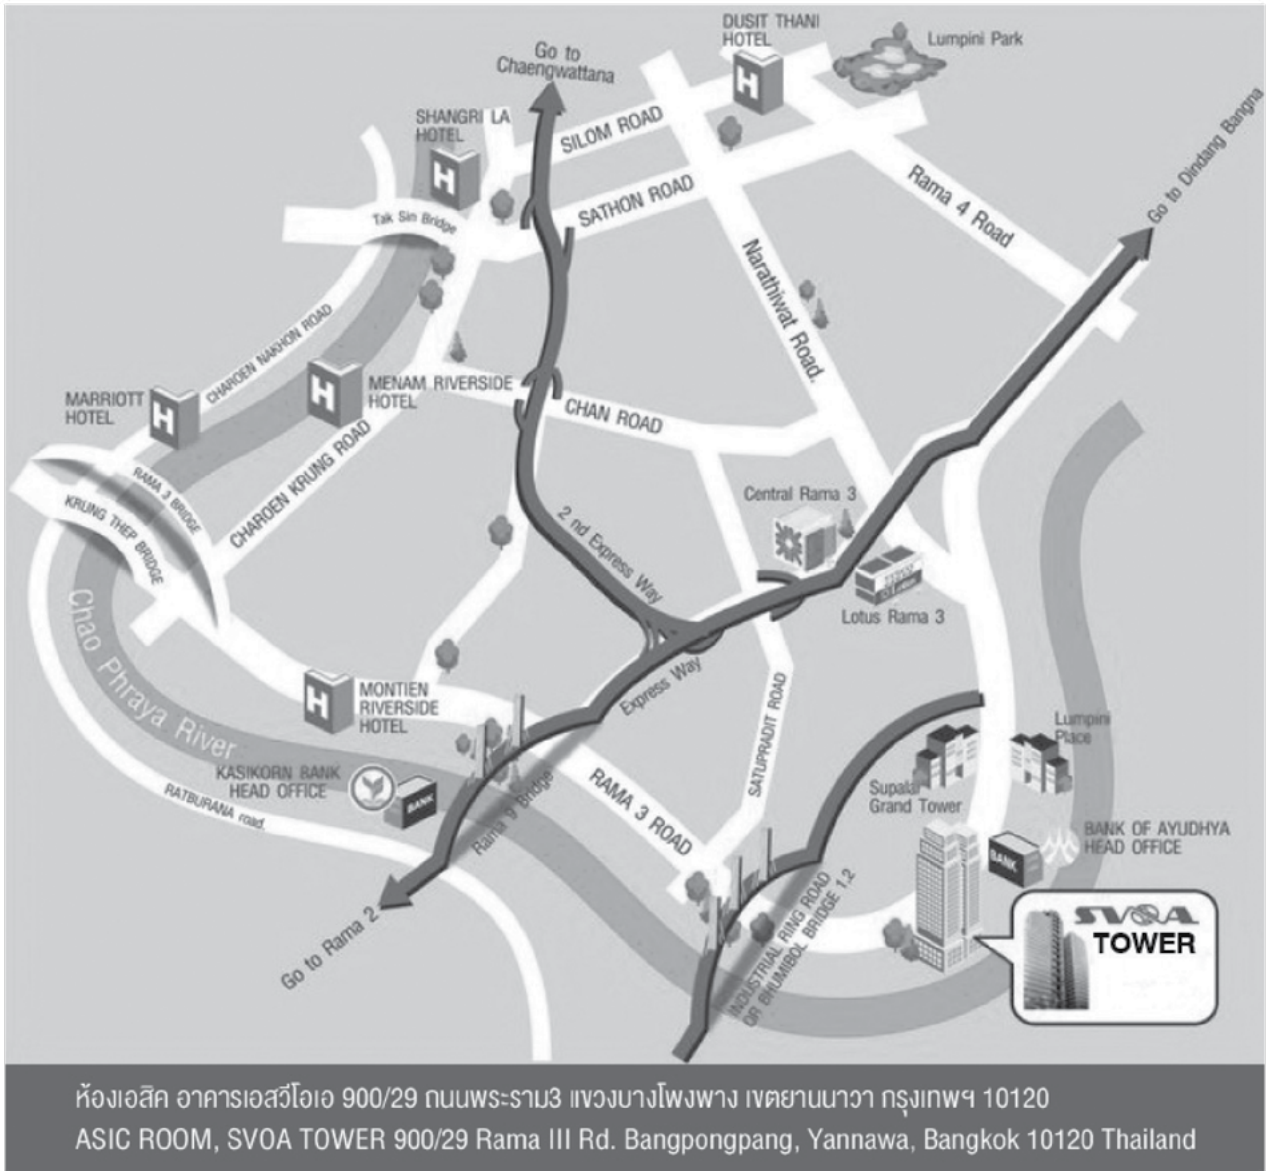 DUSIT THANI
HOTEL
Lumpini Park
Go to
Chaengwattana
SHANGRI LA
HOTEL
H
H
SILOM ROAD
SATHON ROAD
Rama 4 Road
Go to Dindang Bangna
Tak Sin Bridge
Narathiwat Road.
CHAROEN NAKHON ROAD
MARRIOTT
HOTEL
H
H
MENAM RIVERSIDE
HOTEL
CHAN ROAD
CHAROEN KRUNG ROAD
RAMA 3 BRIDGE
KRUNG THEP BRIDGE
Central Rama 3
2 nd Express Way
Lotus Rama 3
Chao Phraya River
Express Way
H
MONTIEN
RIVERSIDE
HOTEL
SATUPRADIT ROAD
Lumpini
Place
KASIKORN BANK
HEAD OFFICE
BANK
RATBURANA road.
Rama 9 Bridge
RAMA 3 ROAD
Supalai
Grand Tower
BANK OF AYUDHYA
HEAD OFFICE
BANK
Go to Rama 2
INDUSTRIAL RING ROAD
OR BHUMIBOL BRIDGE 1,2
SVOA
TOWER
ห้องเอสิค อาคารเอสวีโอเอ 900/29 ถนนพระราม3 แขวงบางโพงพาง เขตยานนาวา กรุงเทพฯ 10120
ASIC ROOM, SVOA TOWER 900/29 Rama III Rd. Bangpongpang, Yannawa, Bangkok 10120 Thailand